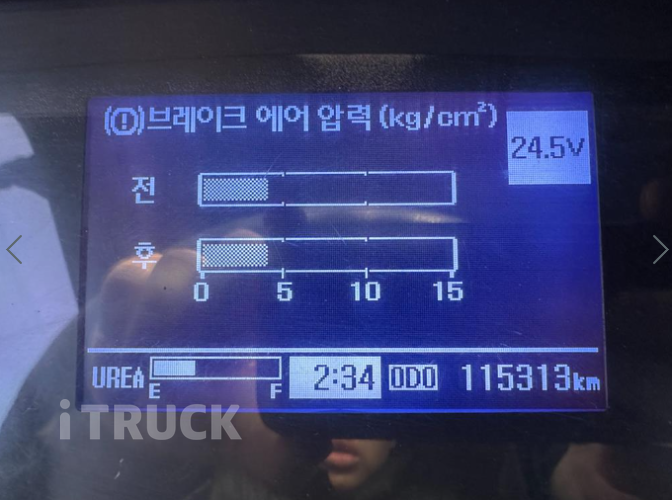 (!)브레이크 에어 압력 (kg/cm²)
24.5V
전
후
0 5 10 15
UREA E F 2:34 ODO 115313km
iTRUCK